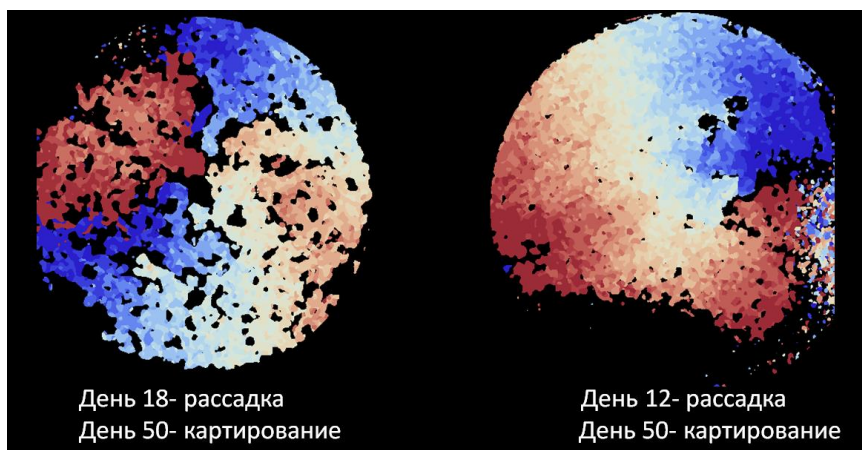 День 18- рассадка
День 50- картирование
День 12- рассадка
День 50- картирование